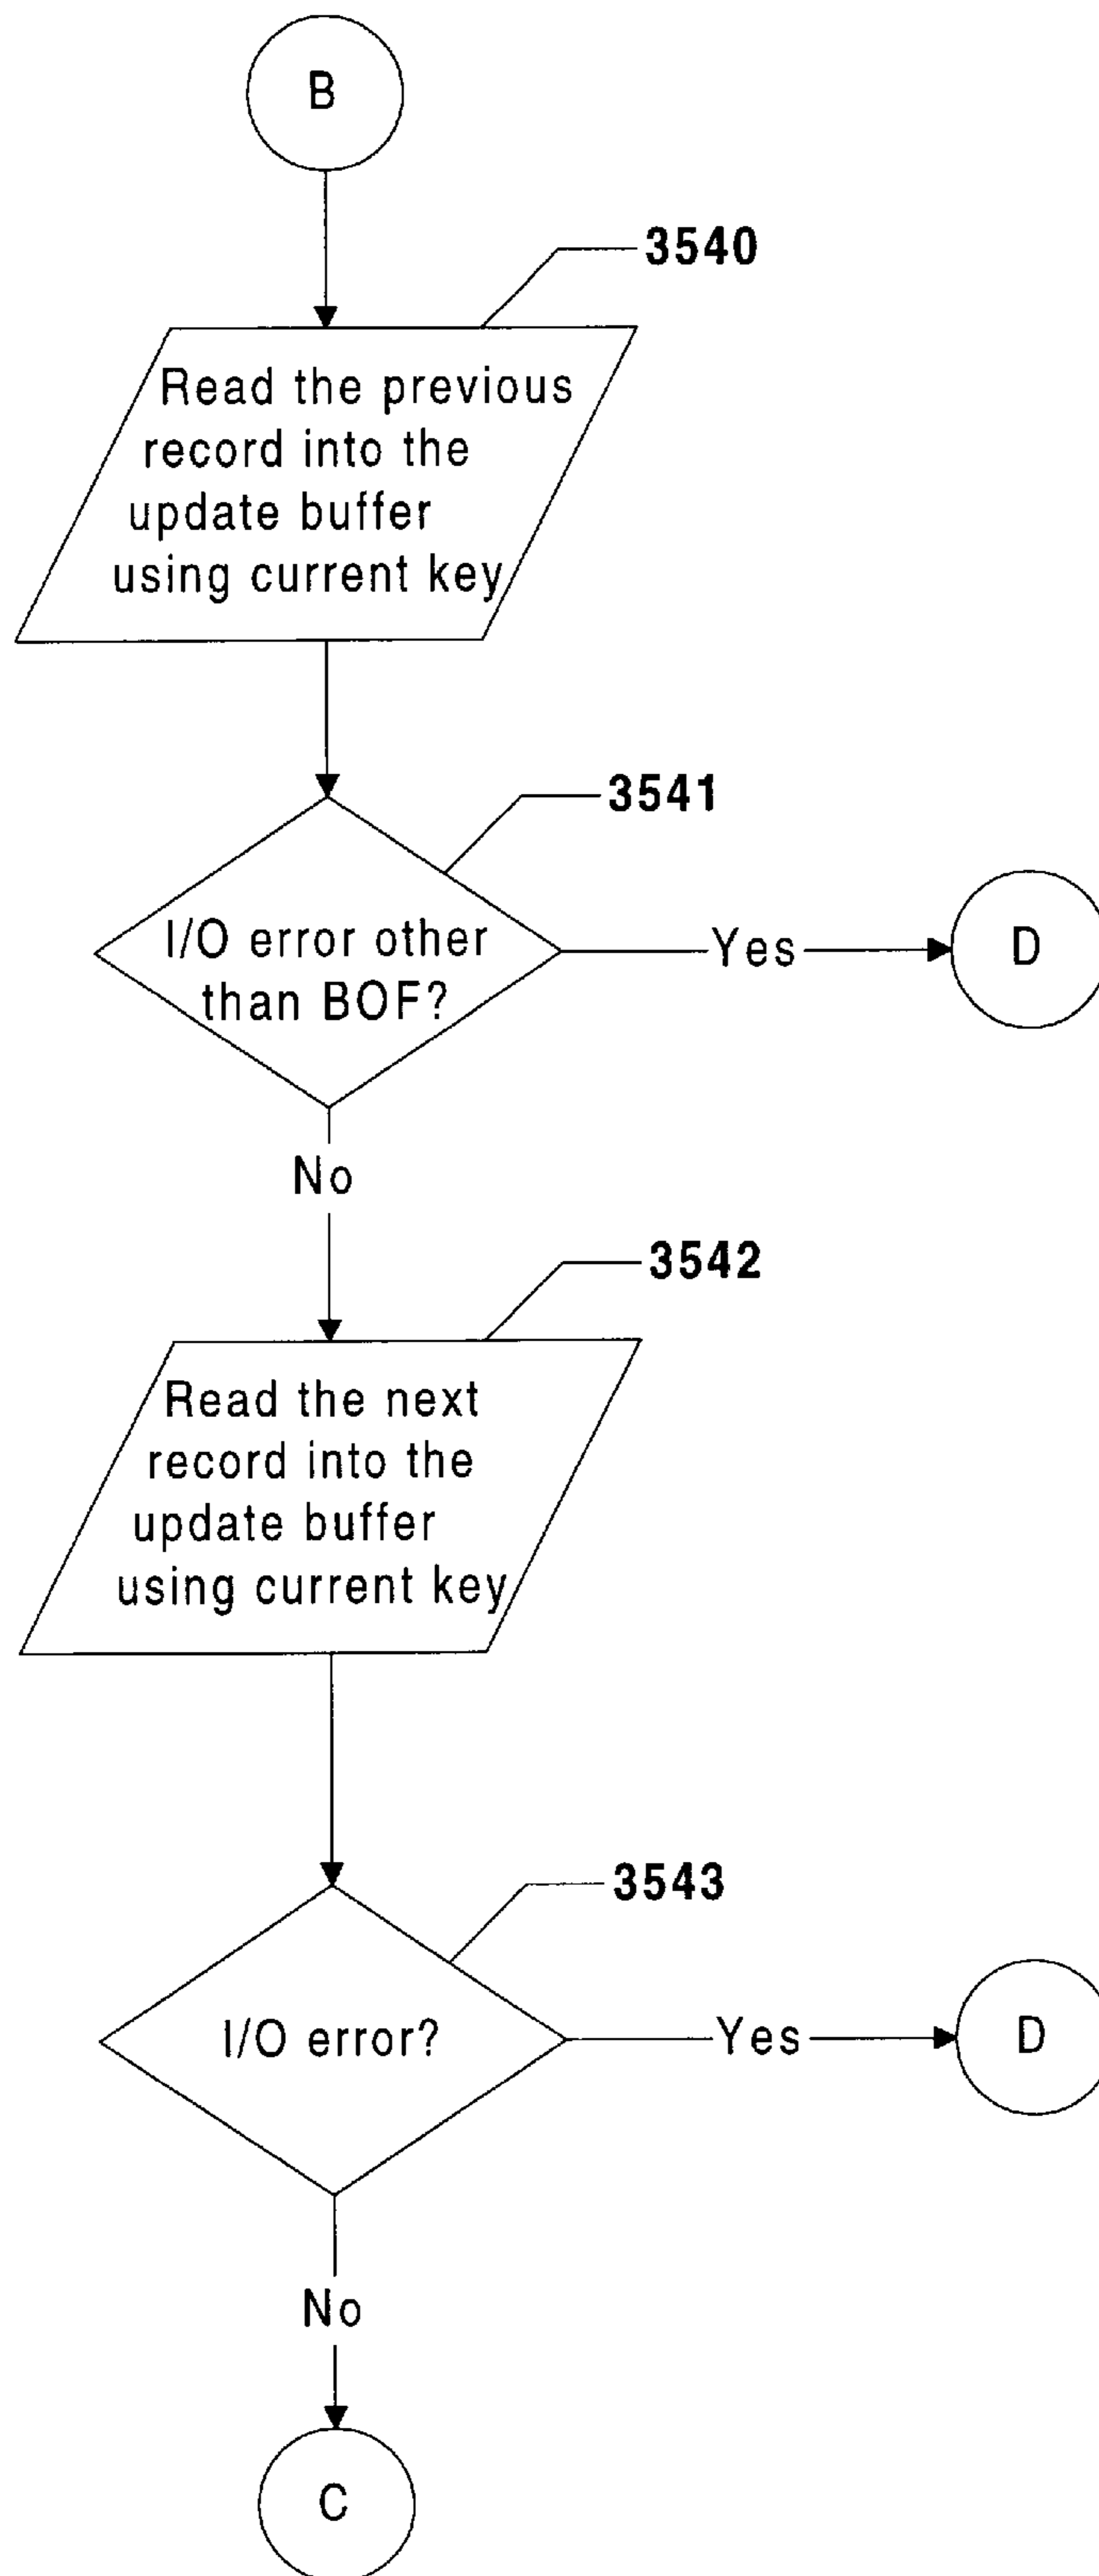 B
3540
Read the previous
record into the
update buffer
using current key
3541
I/O error other
than BOF?
Yes
D
No
3542
Read the next
record into the
update buffer
using current key
3543
I/O error?
Yes
D
No
C